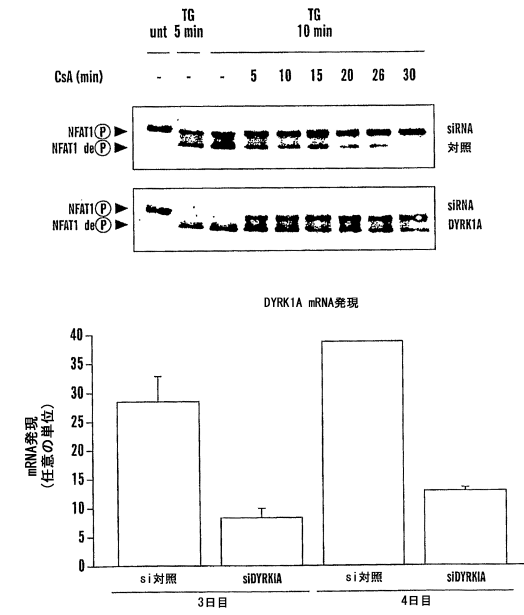 TG
unt 5 min
TG
10 min
CsA (min) - - - 5 10 15 20 26 30
NFAT1 P siRNA
NFAT1 de P 対照
NFAT1 P siRNA
NFAT1 de P DYRK1A
DYRK1A mRNA発現
mRNA発現
(任意の単位)
40
35
30
25
20
15
10
5
0
si対照 siDYRKIA si対照 siDYRKIA
3日目 4日目